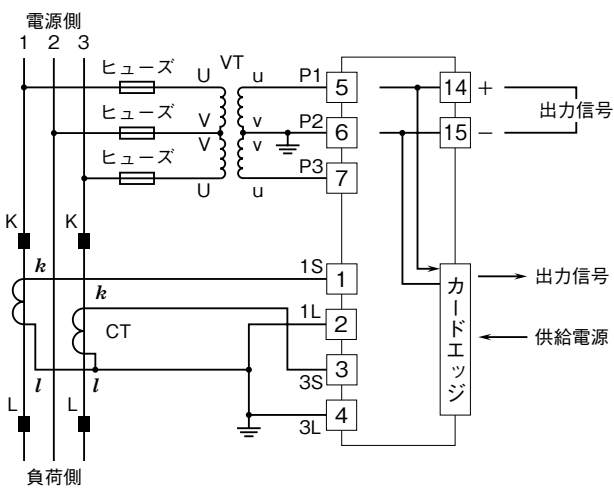 電源側
1 2 3
ヒューズ
ヒューズ
ヒューズ
U
V
V
U
VT
u
v
v
u
P1
P2
P3
5
6
7
14 +
15 −
出力信号
K
K
k
k
l
l
L
L
CT
1S
1L
3S
3L
1
2
3
4
カードエッジ
出力信号
供給電源
負荷側